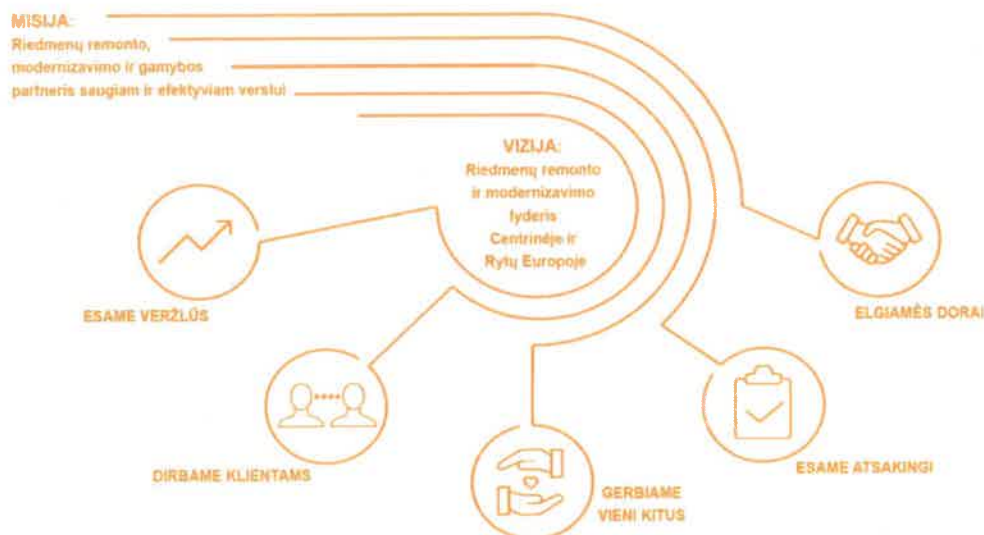 MISIJA:
Riedmenų remonto,
modernizavimo ir gamybos
partneris saugiam ir efektyviam verslui
VIZIJA:
Riedmenų remonto
ir modernizavimo
lyderis
Centrinėje ir
Rytų Europoje
ESAME VERŽLŪS
DIRBAME KLIENTAMS
GERBIAME
VIENI KITUS
ESAME ATSAKINGI
ELGIAMĖS DORAI